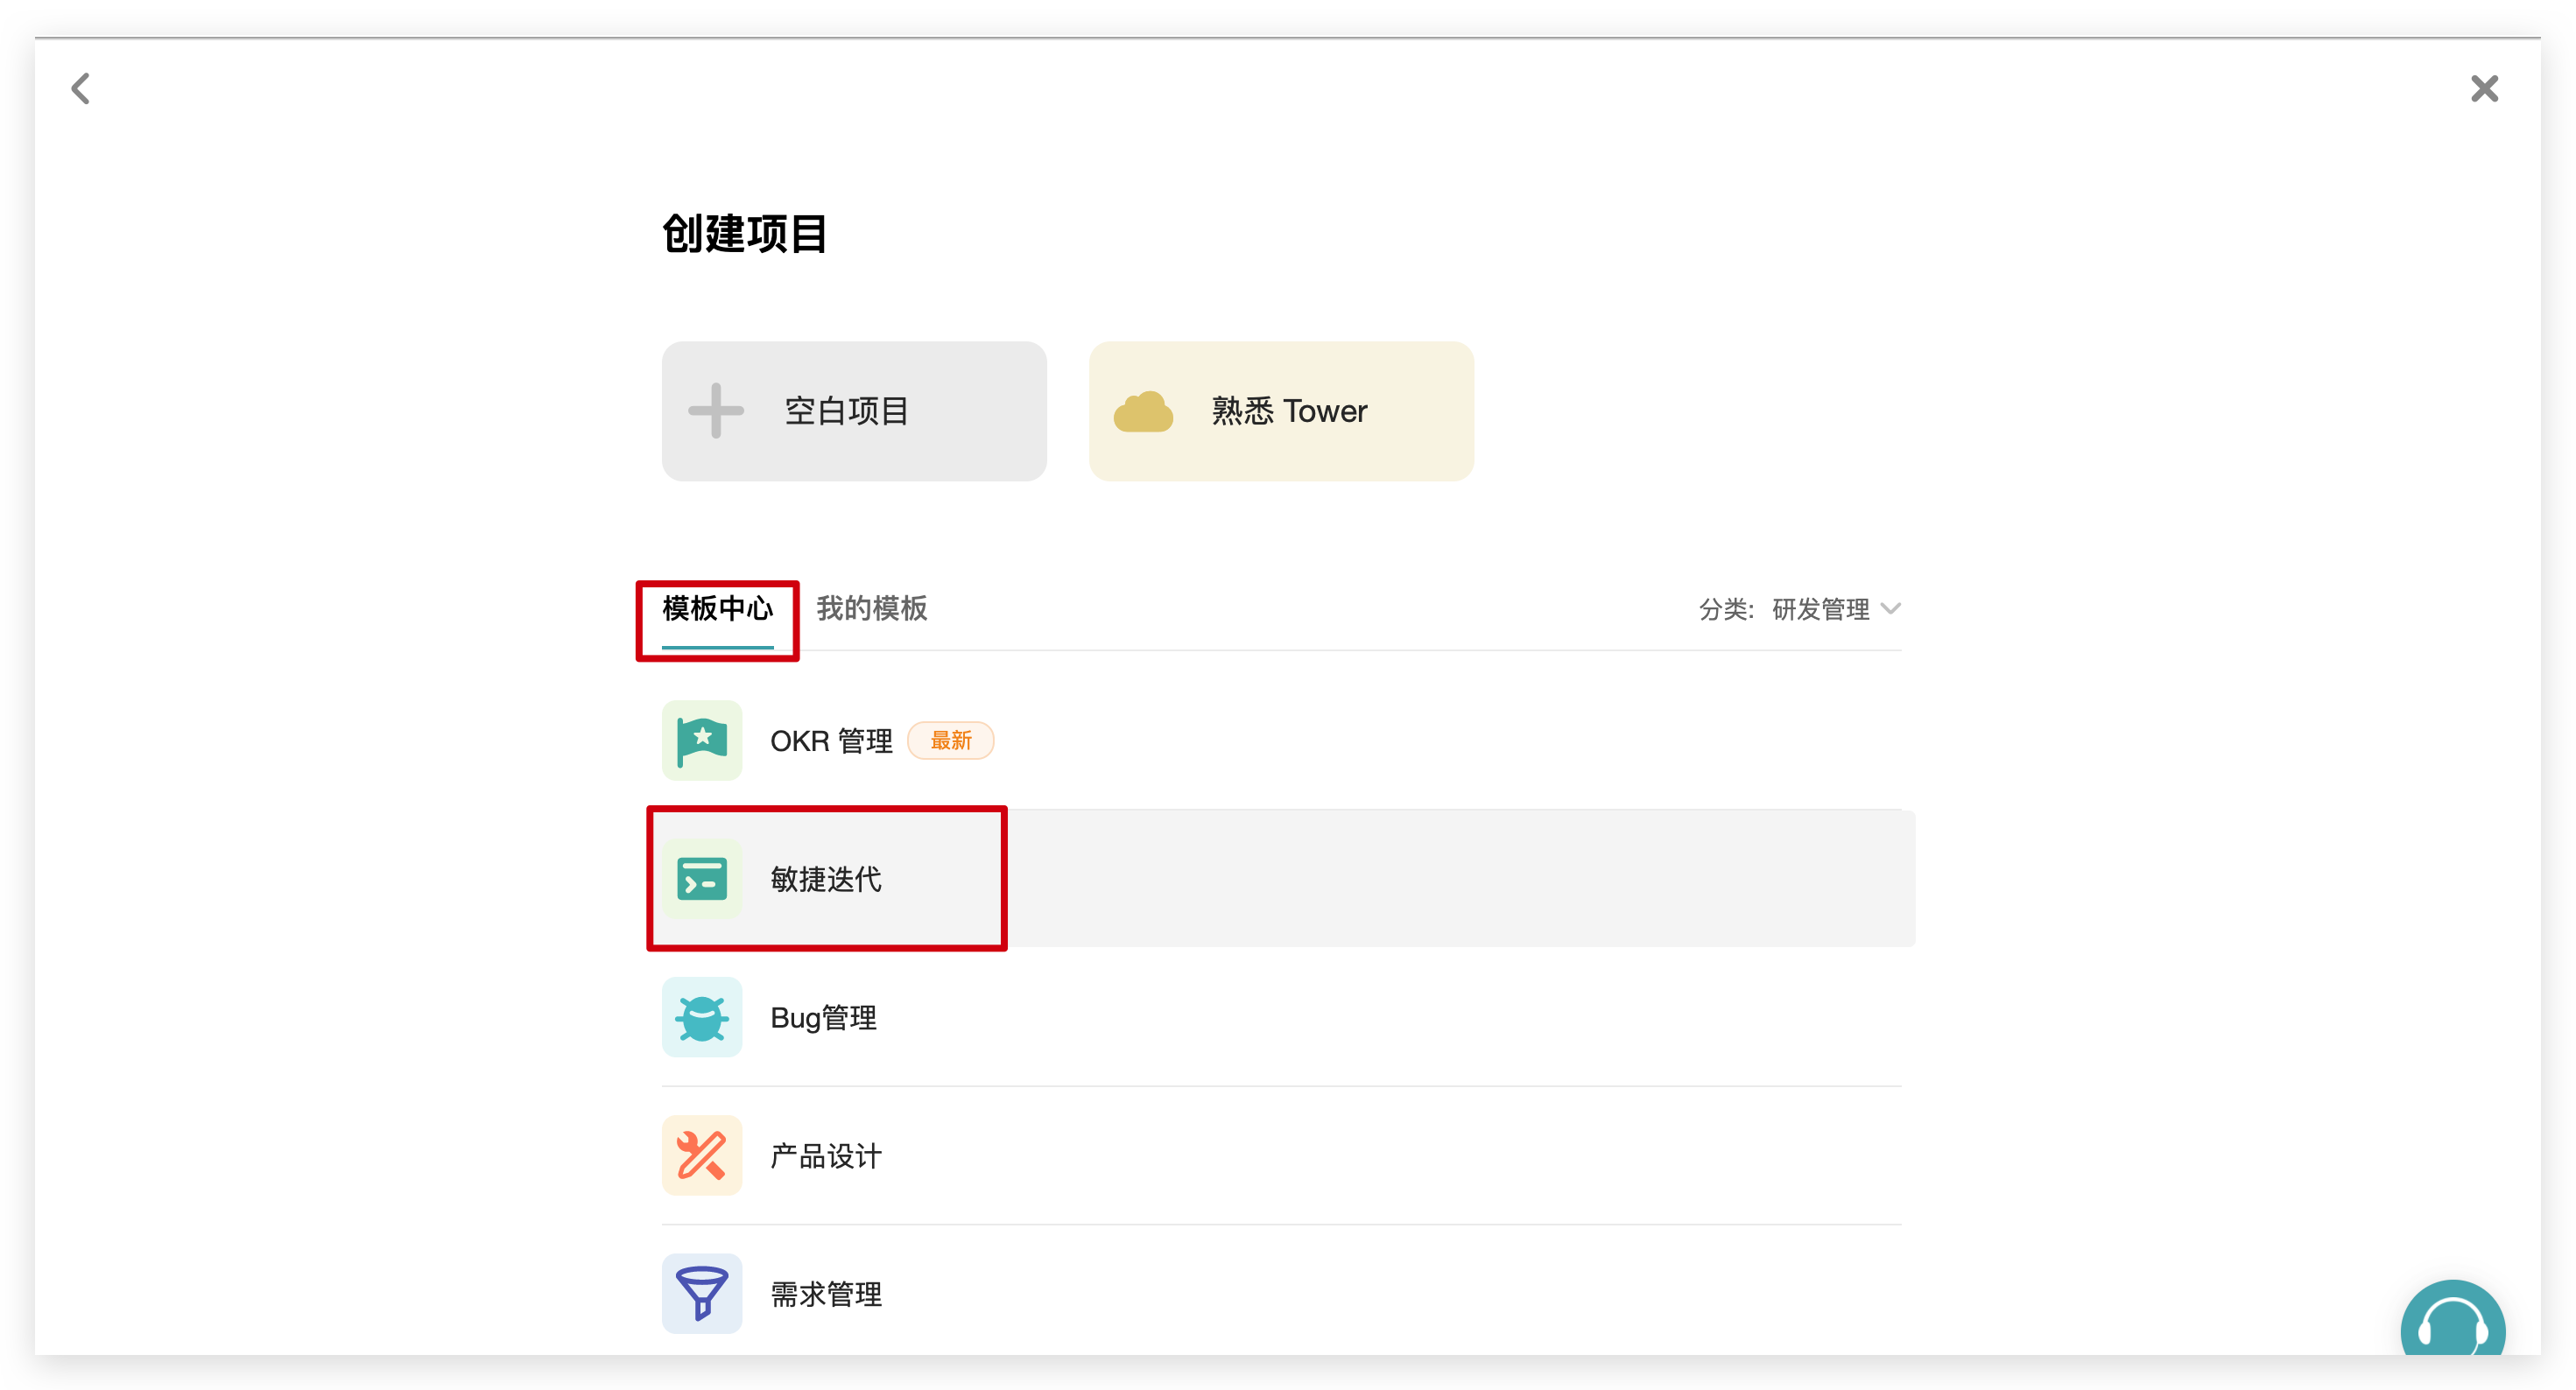 创建项目
空白项目
熟悉 Tower
模板中心 我的模板 分类: 研发管理
OKR 管理 最新
敏捷迭代
Bug管理
产品设计
需求管理